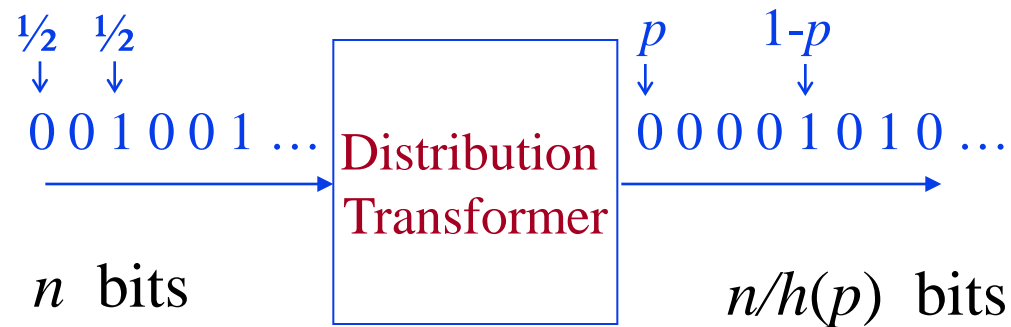 ½ ½
p 1-p
0 0 1 0 0 1 …
Distribution
Transformer
0 0 0 0 1 0 1 0 …
n bits
n/h(p) bits